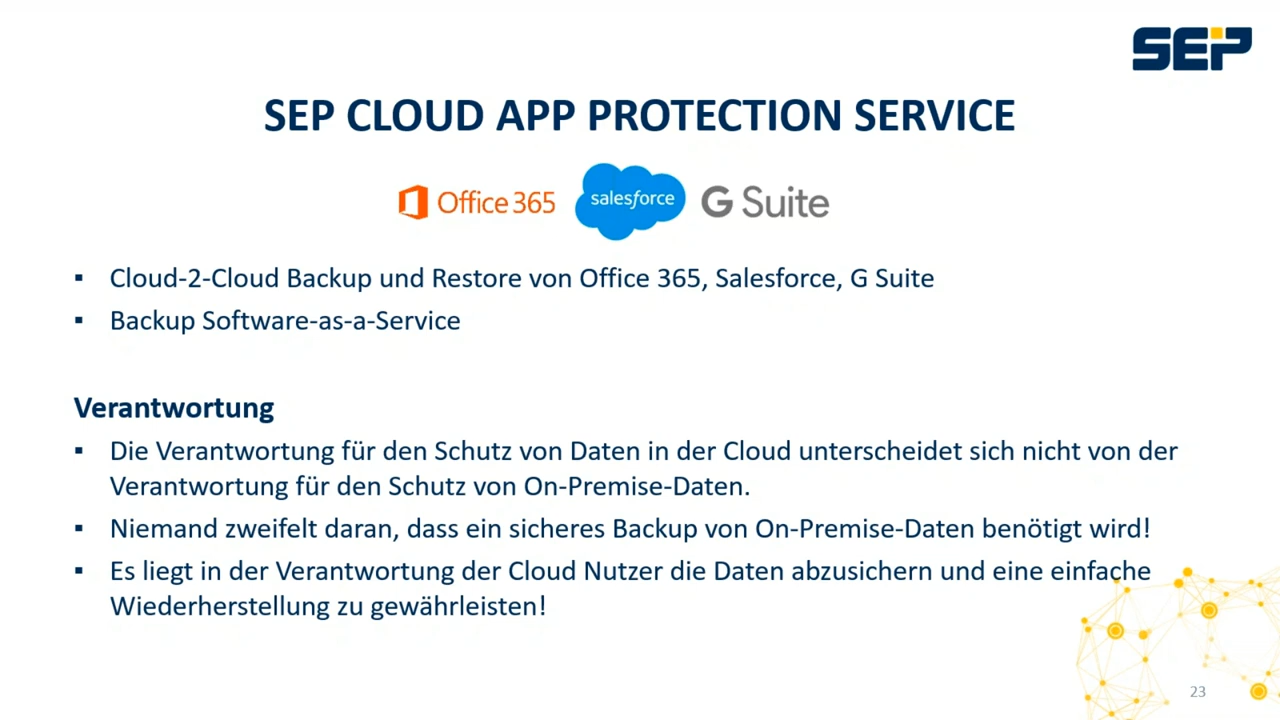 SEP
SEP CLOUD APP PROTECTION SERVICE
Office 365 salesforce G Suite
▪ Cloud-2-Cloud Backup und Restore von Office 365, Salesforce, G Suite
▪ Backup Software-as-a-Service
Verantwortung
▪ Die Verantwortung für den Schutz von Daten in der Cloud unterscheidet sich nicht von der
Verantwortung für den Schutz von On-Premise-Daten.
▪ Niemand zweifelt daran, dass ein sicheres Backup von On-Premise-Daten benötigt wird!
▪ Es liegt in der Verantwortung der Cloud Nutzer die Daten abzusichern und eine einfache
Wiederherstellung zu gewährleisten!
23